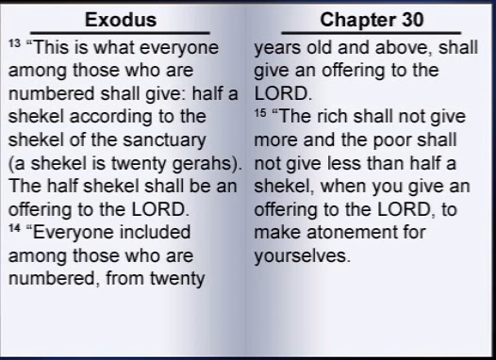 Exodus
¹³ “This is what everyone
among those who are
numbered shall give: half a
shekel according to the
shekel of the sanctuary
(a shekel is twenty gerahs).
The half shekel shall be an
offering to the LORD.
¹⁴ “Everyone included
among those who are
numbered, from twenty
Chapter 30
years old and above, shall
give an offering to the
LORD.
¹⁵ “The rich shall not give
more and the poor shall
not give less than half a
shekel, when you give an
offering to the LORD, to
make atonement for
yourselves.